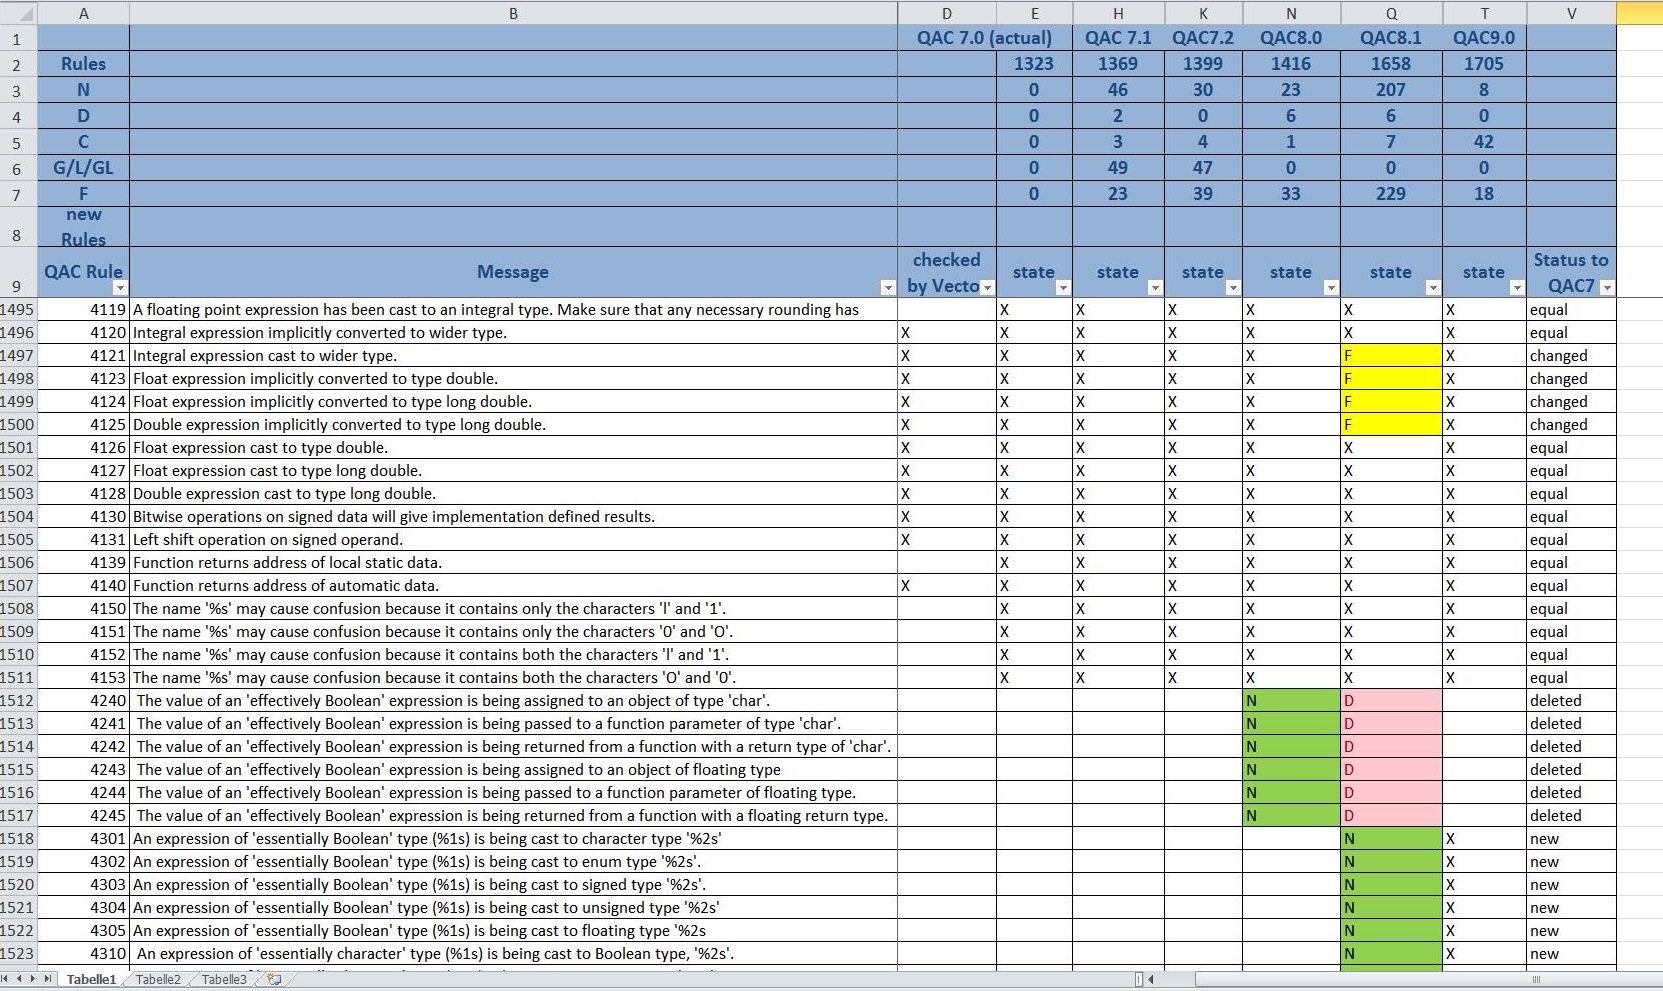 A B D E H K N Q T V
1 QAC 7.0 (actual) QAC 7.1 QAC7.2 QAC8.0 QAC8.1 QAC9.0
2 Rules 1323 1369 1399 1416 1658 1705
3 N 0 46 30 23 207 8
4 D 0 2 0 6 6 0
5 C 0 3 4 1 7 42
6 G/L/GL 0 49 47 0 0 0
7 F 0 23 39 33 229 18
new
8 Rules
checked Status to
QAC Rule Message state state state state state state
9 by Vecto QAC7
1495 4119 A floating point expression has been cast to an integral type. Make sure that any necessary rounding has X X X X X X equal
1496 4120 Integral expression implicitly converted to wider type. X X X X X X X equal
1497 4121 Integral expression cast to wider type. X X X X X F X changed
1498 4123 Float expression implicitly converted to type double. X X X X X F X changed
1499 4124 Float expression implicitly converted to type long double. X X X X X F X changed
1500 4125 Double expression implicitly converted to type long double. X X X X X F X changed
1501 4126 Float expression cast to type double. X X X X X X X equal
1502 4127 Float expression cast to type long double. X X X X X X X equal
1503 4128 Double expression cast to type long double. X X X X X X X equal
1504 4130 Bitwise operations on signed data will give implementation defined results. X X X X X X X equal
1505 4131 Left shift operation on signed operand. X X X X X X X equal
1506 4139 Function returns address of local static data. X X X X X X equal
1507 4140 Function returns address of automatic data. X X X X X X X equal
1508 4150 The name '%s' may cause confusion because it contains only the characters 'l' and '1'. X X X X X X equal
1509 4151 The name '%s' may cause confusion because it contains only the characters '0' and 'O'. X X X X X X equal
1510 4152 The name '%s' may cause confusion because it contains both the characters 'l' and '1'. X X X X X X equal
1511 4153 The name '%s' may cause confusion because it contains both the characters 'O' and '0'. X X X X X X equal
1512 4240 The value of an 'effectively Boolean' expression is being assigned to an object of type 'char'. N D deleted
1513 4241 The value of an 'effectively Boolean' expression is being passed to a function parameter of type 'char'. N D deleted
1514 4242 The value of an 'effectively Boolean' expression is being returned from a function with a return type of 'char'. N D deleted
1515 4243 The value of an 'effectively Boolean' expression is being assigned to an object of floating type N D deleted
1516 4244 The value of an 'effectively Boolean' expression is being passed to a function parameter of floating type. N D deleted
1517 4245 The value of an 'effectively Boolean' expression is being returned from a function with a floating return type. N D deleted
1518 4301 An expression of 'essentially Boolean' type (%1s) is being cast to character type '%2s' N X new
1519 4302 An expression of 'essentially Boolean' type (%1s) is being cast to enum type '%2s'. N X new
1520 4303 An expression of 'essentially Boolean' type (%1s) is being cast to signed type '%2s'. N X new
1521 4304 An expression of 'essentially Boolean' type (%1s) is being cast to unsigned type '%2s' N X new
1522 4305 An expression of 'essentially Boolean' type (%1s) is being cast to floating type '%2s N X new
1523 4310 An expression of 'essentially character' type (%1s) is being cast to Boolean type, '%2s'. N X new
Tabelle1 Tabelle2 Tabelle3